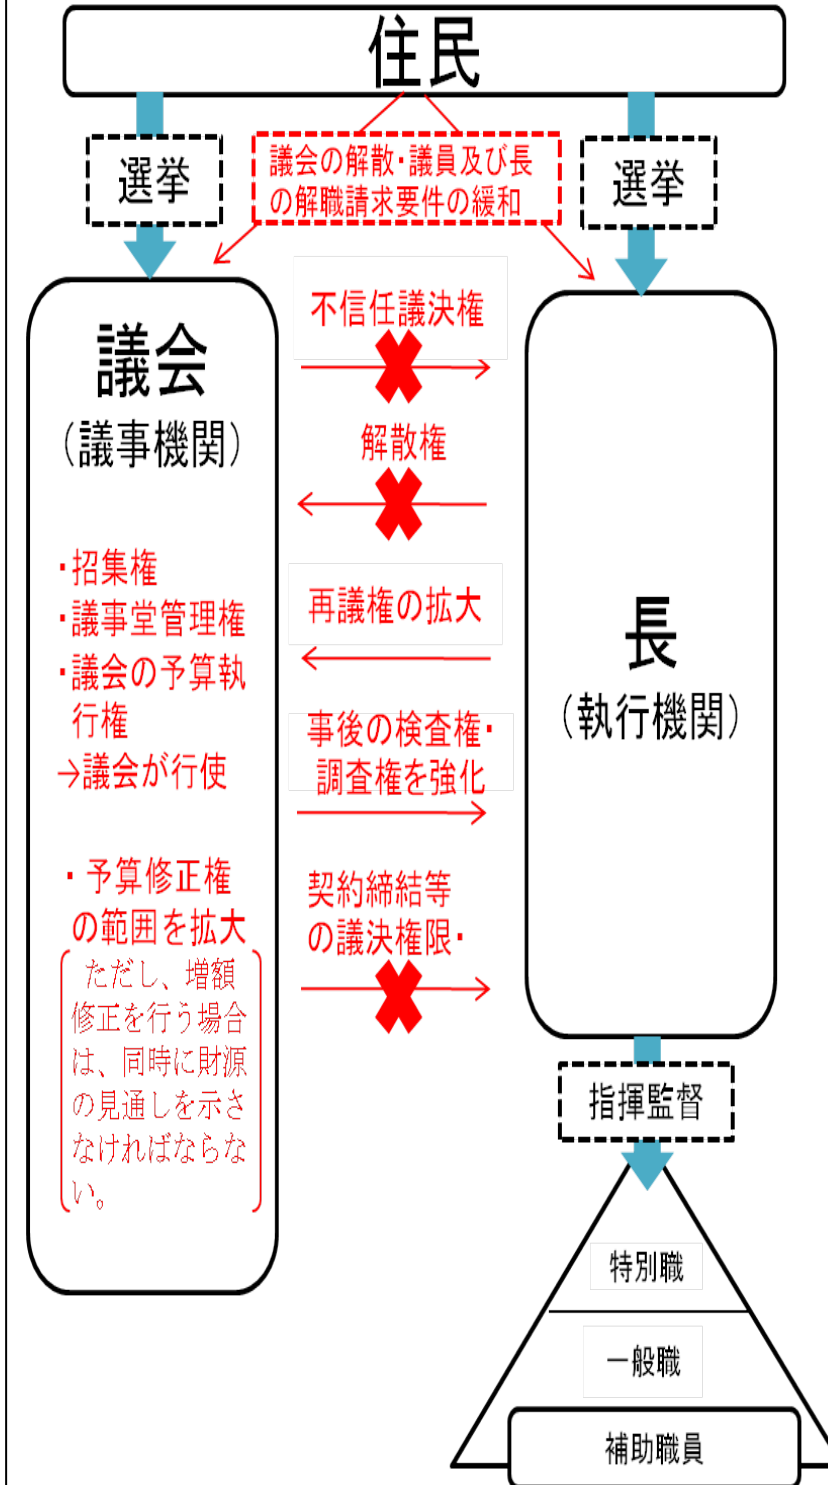 住民
選挙
議会の解散・議員及び長
の解職請求要件の緩和
選挙
議会
（議事機関）
・招集権
・議事堂管理権
・議会の予算執
行権
→議会が行使
・予算修正権
の範囲を拡大
ただし、増額
修正を行う場合
は、同時に財源
の見通しを示さ
なければならな
い。
不信任議決権
解散権
再議権の拡大
事後の検査権・
調査権を強化
契約締結等
の議決権限・
長
（執行機関）
指揮監督
特別職
一般職
補助職員